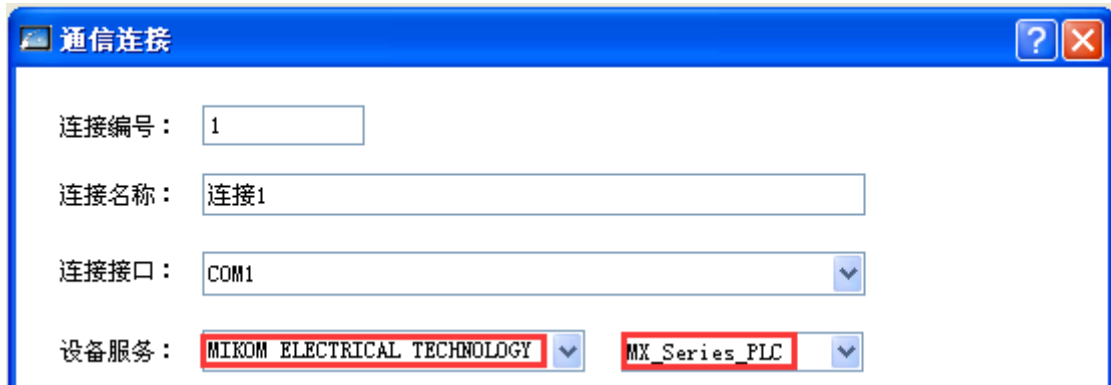 通信连接
连接编号： 1
连接名称： 连接1
连接接口： COM1
设备服务： MIKOM ELECTRICAL TECHNOLOGY MX_Series_PLC